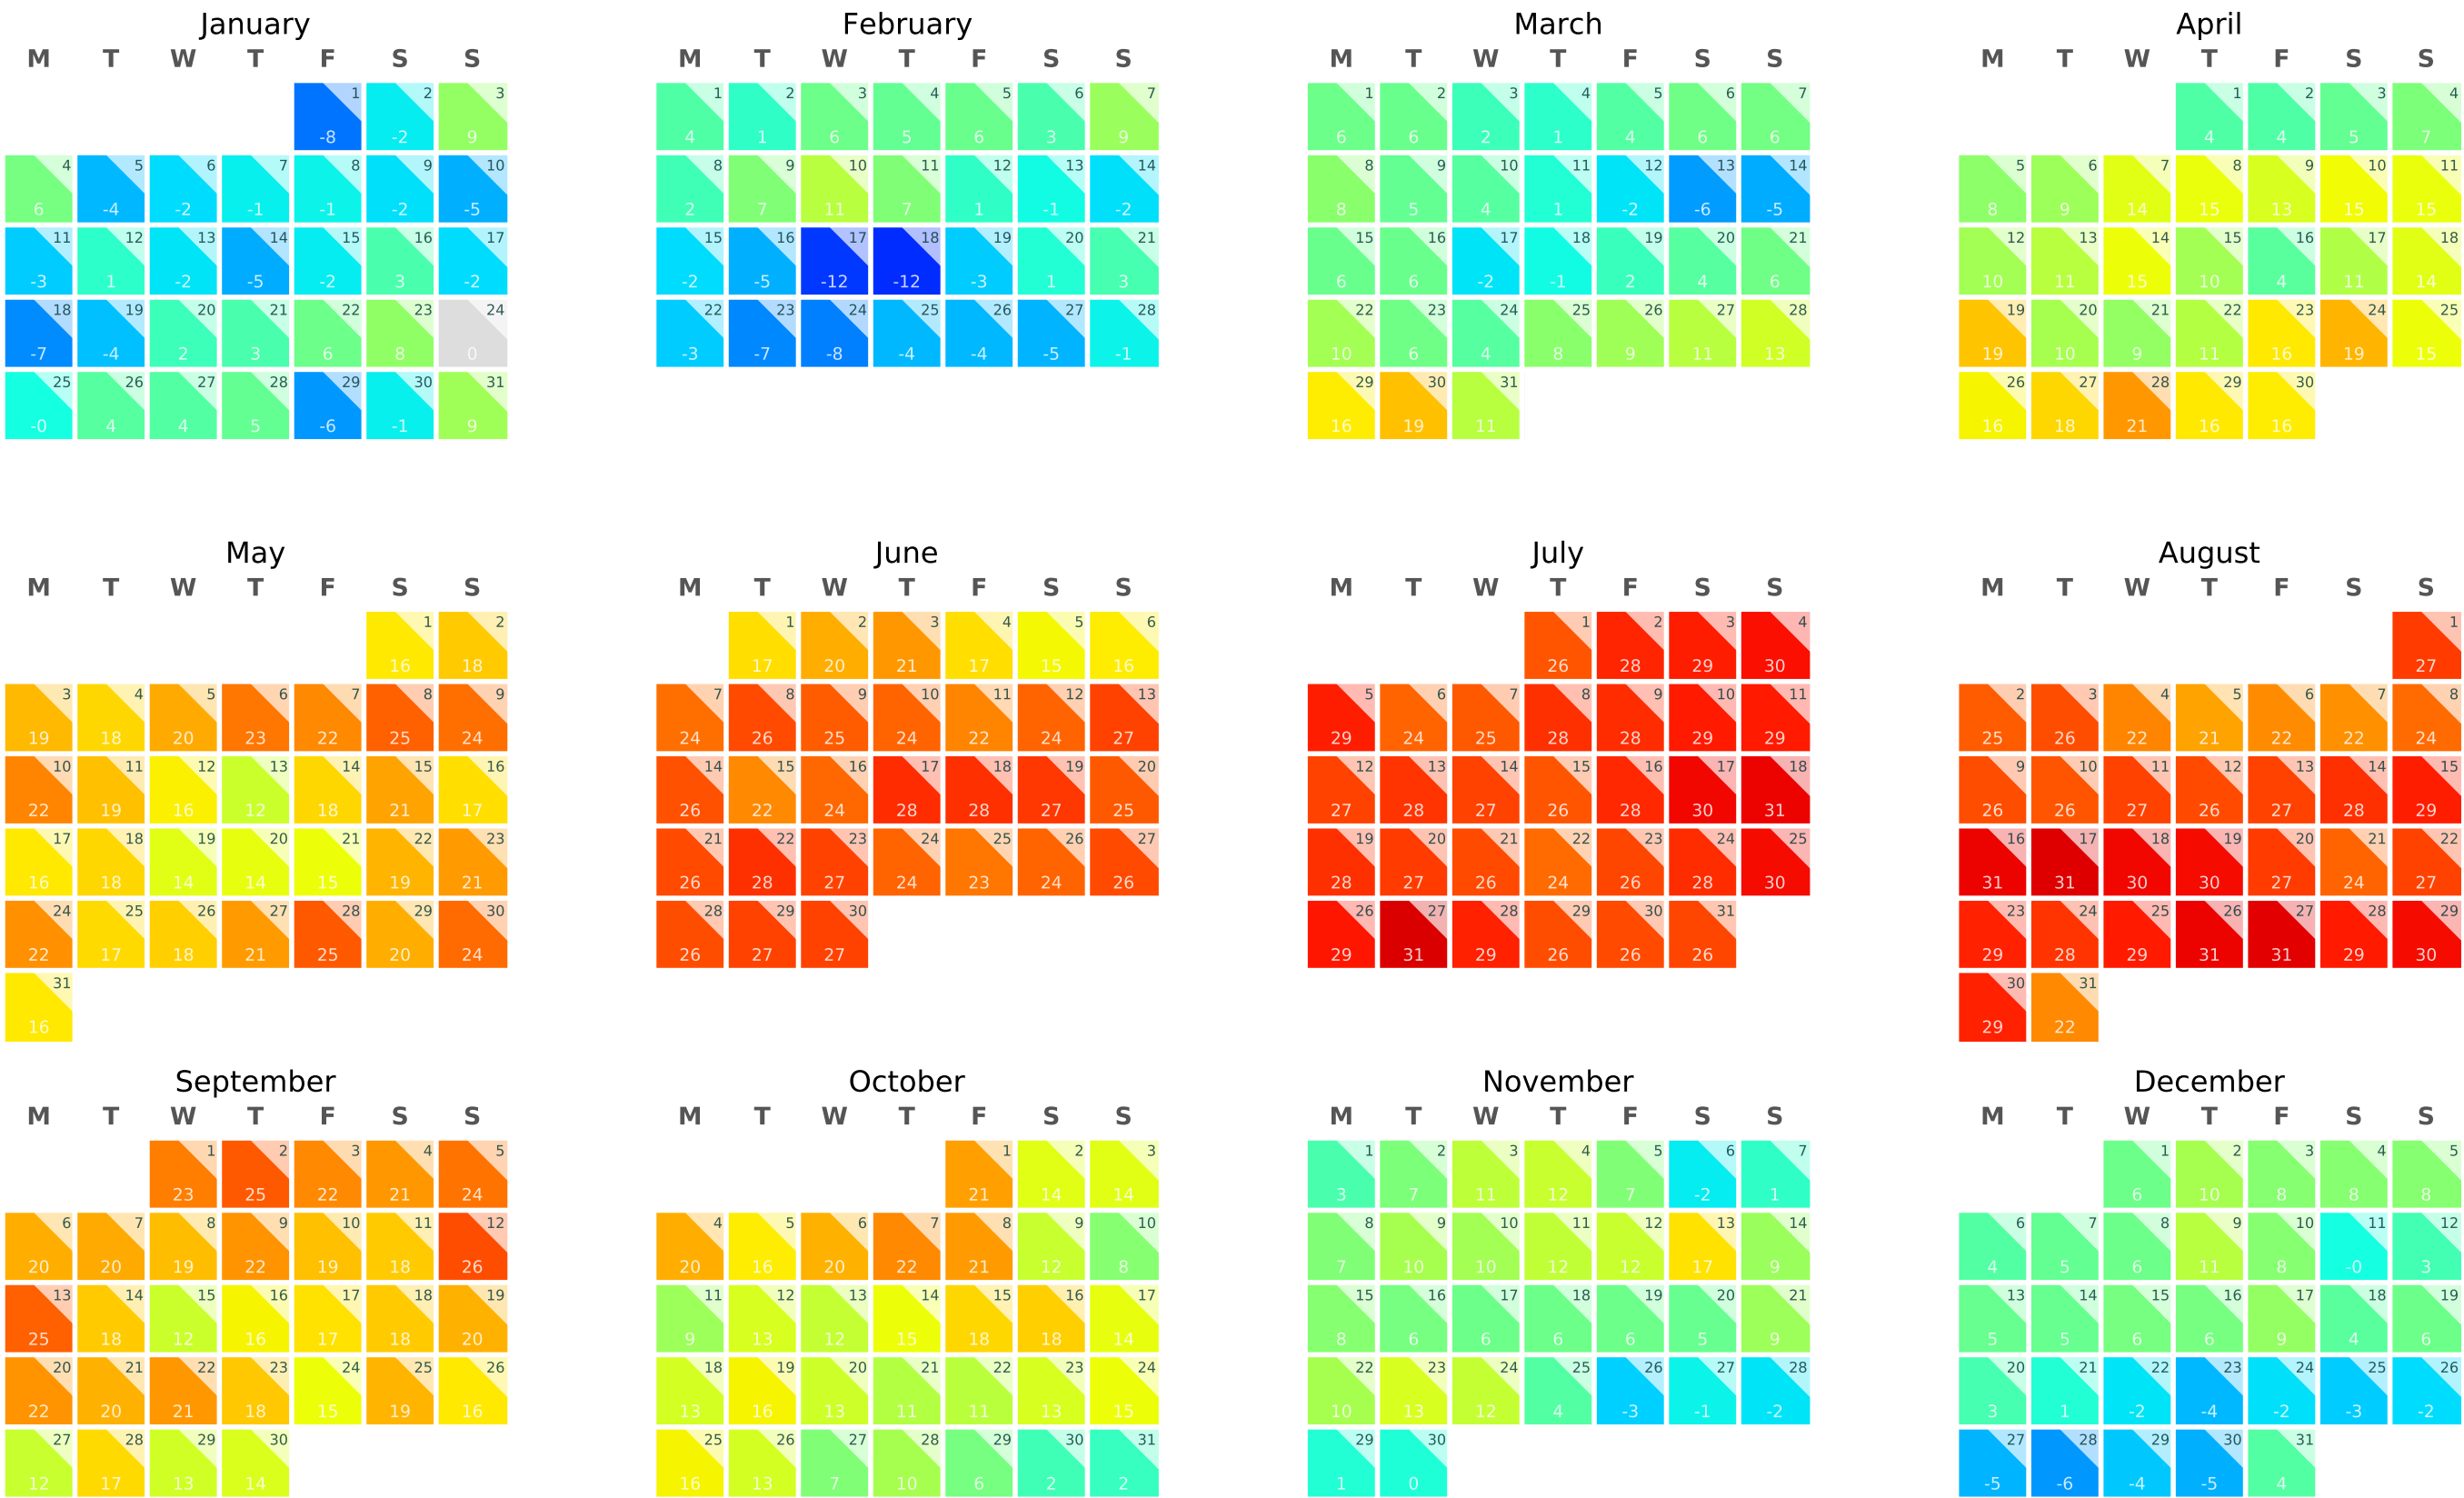 January February March April
M T W T F S S M T W T F S S M T W T F S S M T W T F S S
1 2 3 1 2 3 4 5 6 7 1 2 3 4 5 6 7 1 2 3 4
-8 -2 9 4 1 6 5 6 3 9 6 6 2 1 4 6 6 4 4 5 7
4 5 6 7 8 9 10 8 9 10 11 12 13 14 8 9 10 11 12 13 14 5 6 7 8 9 10 11
6 -4 -2 -1 -1 -2 -5 2 7 11 7 1 -1 -2 8 5 4 1 -2 -6 -5 8 9 14 15 13 15 15
11 12 13 14 15 16 17 15 16 17 18 19 20 21 15 16 17 18 19 20 21 12 13 14 15 16 17 18
-3 1 -2 -5 -2 3 -2 -2 -5 -12 -12 -3 1 3 6 6 -2 -1 2 4 6 10 11 15 10 4 11 14
18 19 20 21 22 23 24 22 23 24 25 26 27 28 22 23 24 25 26 27 28 19 20 21 22 23 24 25
-7 -4 2 3 6 8 0 -3 -7 -8 -4 -4 -5 -1 10 6 4 8 9 11 13 19 10 9 11 16 19 15
25 26 27 28 29 30 31 29 30 31 26 27 28 29 30
-0 4 4 5 -6 -1 9 16 19 11 16 18 21 16 16
May June July August
M T W T F S S M T W T F S S M T W T F S S M T W T F S S
1 2 1 2 3 4 5 6 1 2 3 4 1
16 18 17 20 21 17 15 16 26 28 29 30 27
3 4 5 6 7 8 9 7 8 9 10 11 12 13 5 6 7 8 9 10 11 2 3 4 5 6 7 8
19 18 20 23 22 25 24 24 26 25 24 22 24 27 29 24 25 28 28 29 29 25 26 22 21 22 22 24
10 11 12 13 14 15 16 14 15 16 17 18 19 20 12 13 14 15 16 17 18 9 10 11 12 13 14 15
22 19 16 12 18 21 17 26 22 24 28 28 27 25 27 28 27 26 28 30 31 26 26 27 26 27 28 29
17 18 19 20 21 22 23 21 22 23 24 25 26 27 19 20 21 22 23 24 25 16 17 18 19 20 21 22
16 18 14 14 15 19 21 26 28 27 24 23 24 26 28 27 26 24 26 28 30 31 31 30 30 27 24 27
24 25 26 27 28 29 30 28 29 30 26 27 28 29 30 31 23 24 25 26 27 28 29
22 17 18 21 25 20 24 26 27 27 29 31 29 26 26 26 29 28 29 31 31 29 30
31 30 31
16 29 22
September October November December
M T W T F S S M T W T F S S M T W T F S S M T W T F S S
1 2 3 4 5 1 2 3 1 2 3 4 5 6 7 1 2 3 4 5
23 25 22 21 24 21 14 14 3 7 11 12 7 -2 1 6 10 8 8 8
6 7 8 9 10 11 12 4 5 6 7 8 9 10 8 9 10 11 12 13 14 6 7 8 9 10 11 12
20 20 19 22 19 18 26 20 16 20 22 21 12 8 7 10 10 12 12 17 9 4 5 6 11 8 -0 3
13 14 15 16 17 18 19 11 12 13 14 15 16 17 15 16 17 18 19 20 21 13 14 15 16 17 18 19
25 18 12 16 17 18 20 9 13 12 15 18 18 14 8 6 6 6 6 5 9 5 5 6 6 9 4 6
20 21 22 23 24 25 26 18 19 20 21 22 23 24 22 23 24 25 26 27 28 20 21 22 23 24 25 26
22 20 21 18 15 19 16 13 16 13 11 11 13 15 10 13 12 4 -3 -1 -2 3 1 -2 -4 -2 -3 -2
27 28 29 30 25 26 27 28 29 30 31 29 30 27 28 29 30 31
12 17 13 14 16 13 7 10 6 2 2 1 0 -5 -6 -4 -5 4